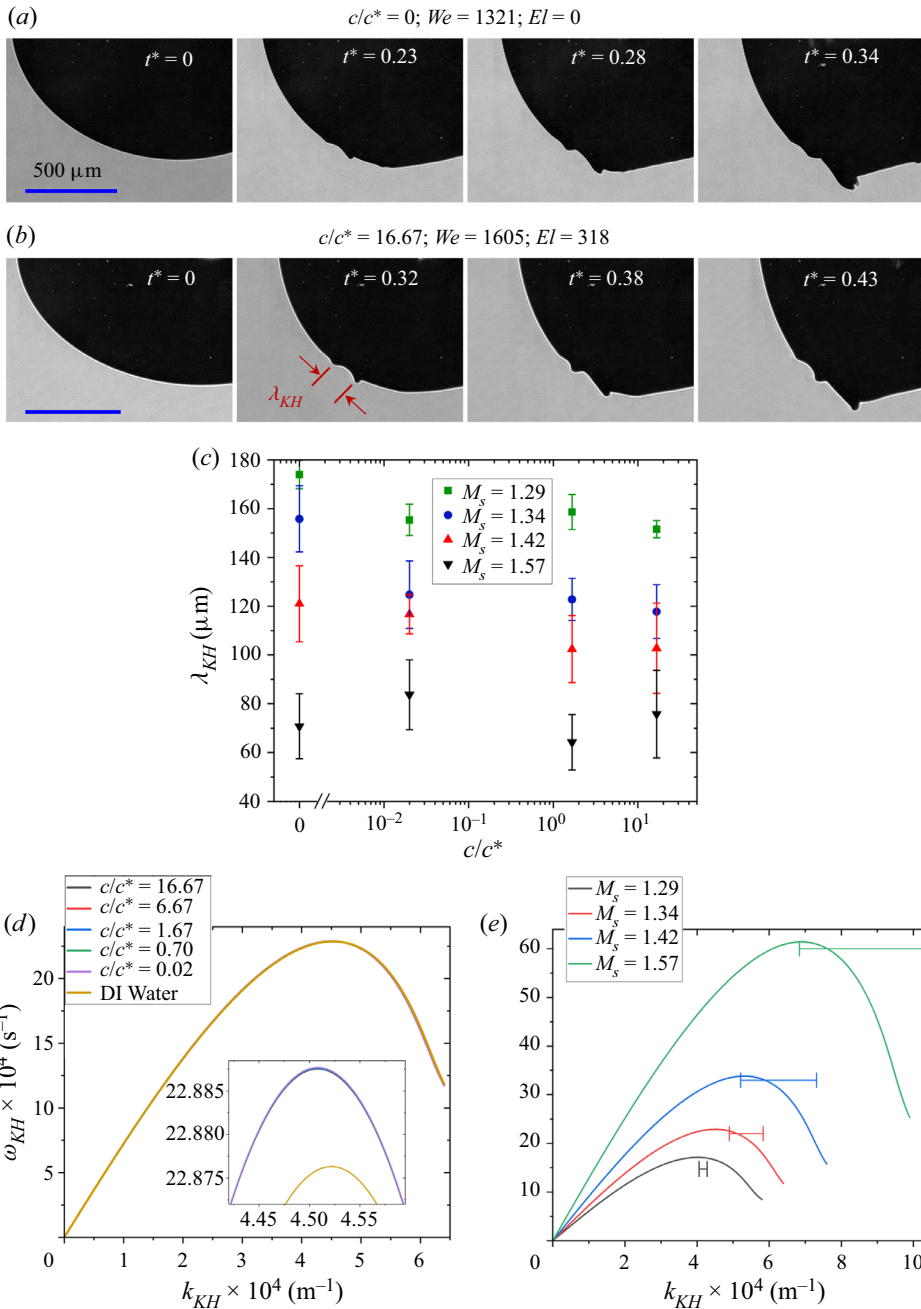 (a)
c/c* = 0; We = 1321; El = 0
t* = 0
t* = 0.23
t* = 0.28
t* = 0.34
500 μm
(b)
c/c* = 16.67; We = 1605; El = 318
t* = 0
t* = 0.32
t* = 0.38
t* = 0.43
λKH
(c)
180
160
140
120
100
80
60
40
λKH (μm)
Ms = 1.29
Ms = 1.34
Ms = 1.42
Ms = 1.57
0
10⁻²
10⁻¹
10⁰
10¹
c/c*
(d)
c/c* = 16.67
c/c* = 6.67
c/c* = 1.67
c/c* = 0.70
c/c* = 0.02
DI Water
20
15
10
5
0
ωKH × 10⁴ (s⁻¹)
22.885
22.880
22.875
4.45
4.50
4.55
0
1
2
3
4
5
6
kKH × 10⁴ (m⁻¹)
(e)
Ms = 1.29
Ms = 1.34
Ms = 1.42
Ms = 1.57
60
50
40
30
20
10
0
0
2
4
6
8
10
kKH × 10⁴ (m⁻¹)